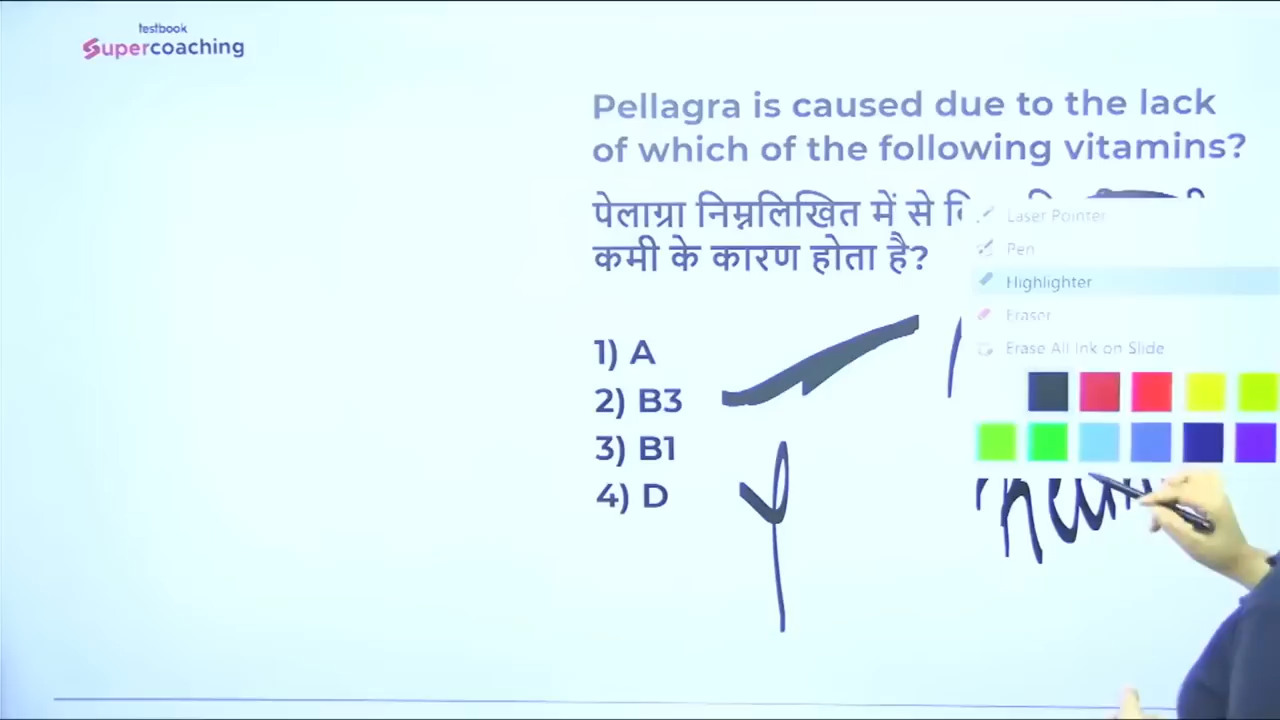 testbook
Supercoaching
Pellagra is caused due to the lack
of which of the following vitamins?
पेलाग्रा निम्नलिखित में से
कमी के कारण होता है?
Laser Pointer
Pen
Highlighter
Eraser
Erase All Ink on Slide
1) A
2) B3
3) B1
4) D